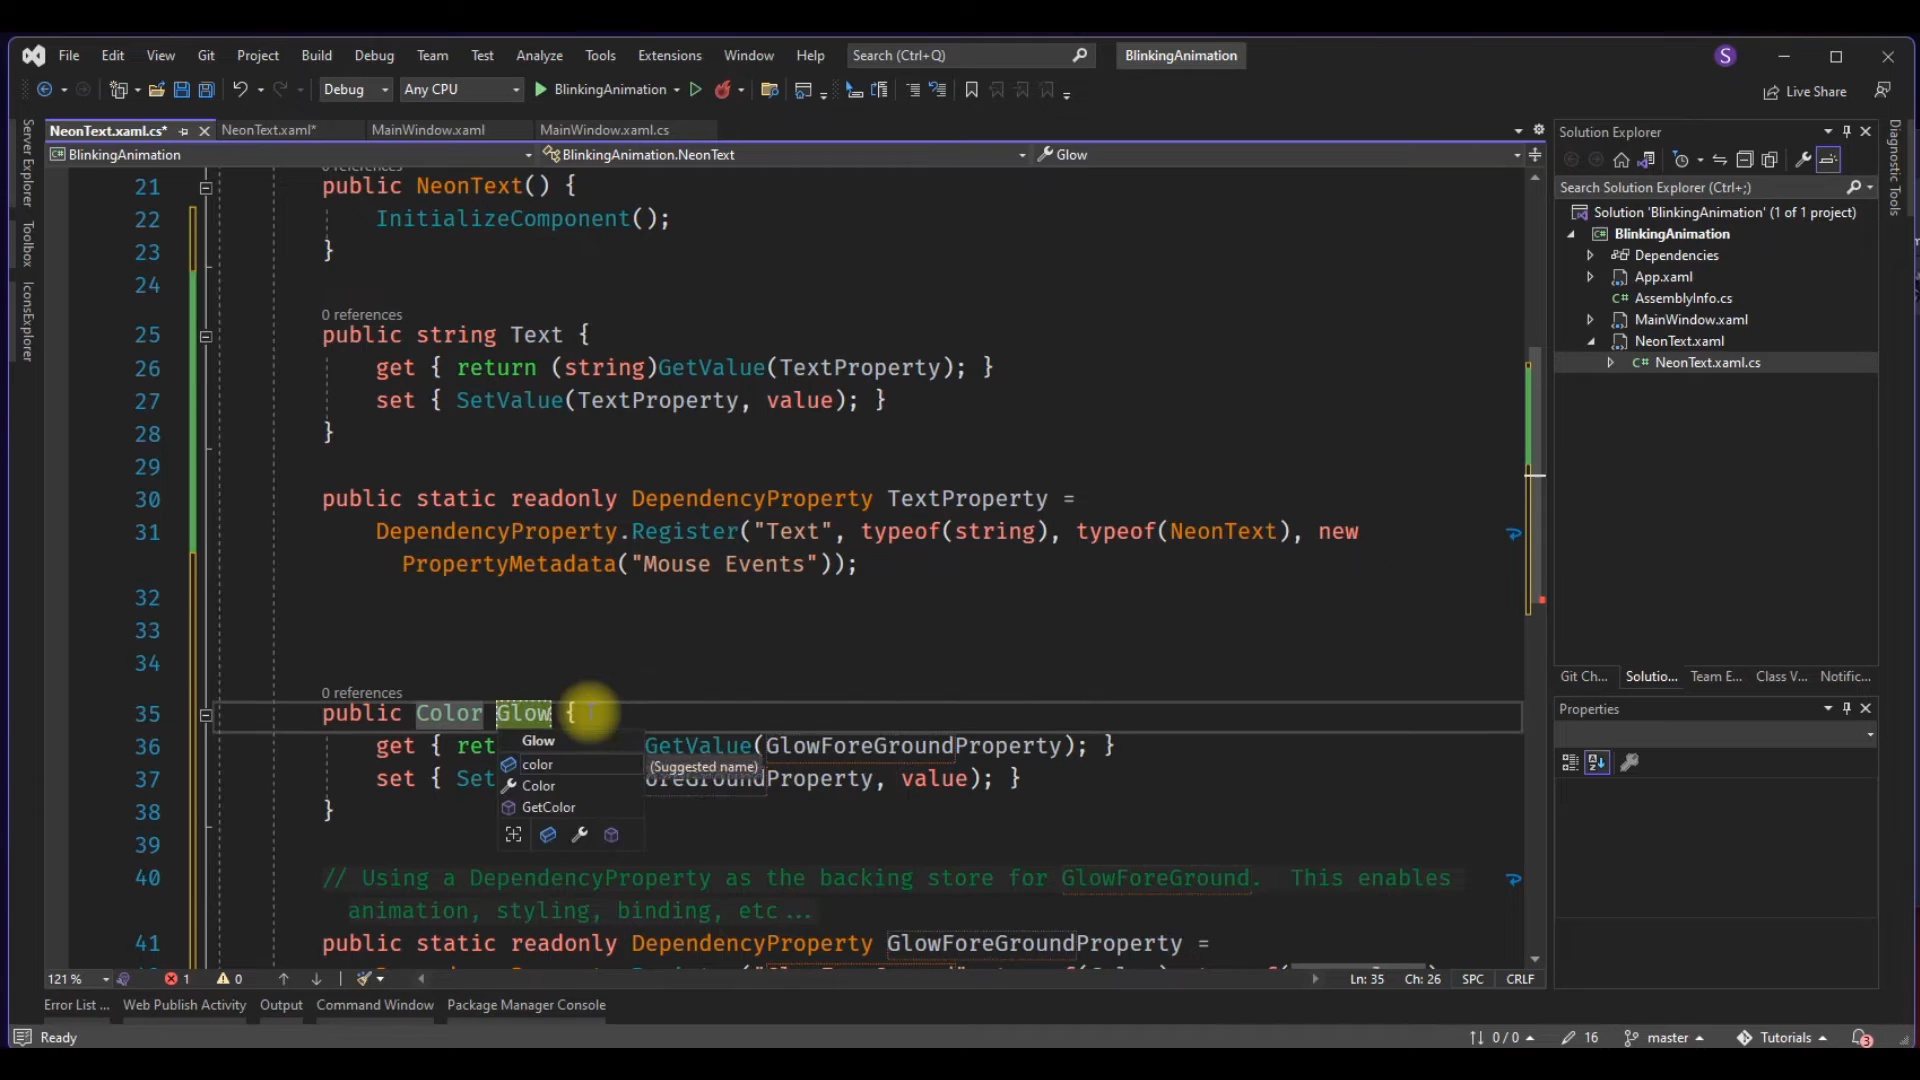 File Edit View Git Project Build Debug Team Test Analyze Tools Extensions Window Help Search (Ctrl+Q) BlinkingAnimation S
Debug Any CPU BlinkingAnimation Live Share
NeonText.xaml.cs* NeonText.xaml* MainWindow.xaml MainWindow.xaml.cs
BlinkingAnimation BlinkingAnimation.NeonText Glow
Server Explorer
Toolbox
IconsExplorer
0 references
21 public NeonText() {
22 InitializeComponent();
23 }
24
0 references
25 public string Text {
26 get { return (string)GetValue(TextProperty); }
27 set { SetValue(TextProperty, value); }
28 }
29
30 public static readonly DependencyProperty TextProperty =
31 DependencyProperty.Register("Text", typeof(string), typeof(NeonText), new
PropertyMetadata("Mouse Events"));
32
33
34
0 references
35 public Color Glow {
36 get { ret GetValue(GlowForeGroundProperty); }
37 set { Set oreGroundProperty, value); }
38 }
39
40 // Using a DependencyProperty as the backing store for GlowForeGround. This enables
animation, styling, binding, etc...
41 public static readonly DependencyProperty GlowForeGroundProperty =
Glow
color
(Suggested name)
Color
GetColor
121 % 1 0 Ln: 35 Ch: 26 SPC CRLF
Error List ... Web Publish Activity Output Command Window Package Manager Console
Ready 0 / 0 16 master Tutorials 3
Solution Explorer
Search Solution Explorer (Ctrl+;)
Solution 'BlinkingAnimation' (1 of 1 project)
C# BlinkingAnimation
Dependencies
App.xaml
C# AssemblyInfo.cs
MainWindow.xaml
NeonText.xaml
C# NeonText.xaml.cs
Git Ch... Solutio... Team E... Class V... Notific...
Properties
Diagnostic Tools